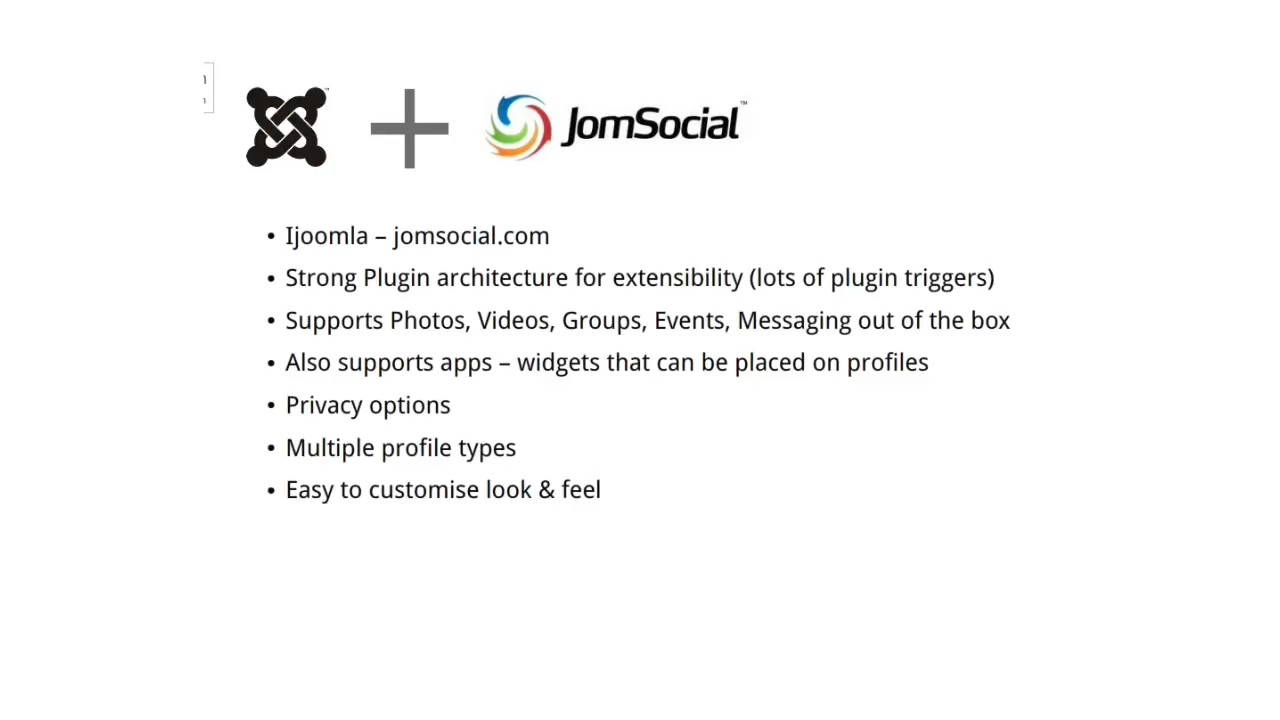 JomSocial™
• Ijoomla – jomsocial.com
• Strong Plugin architecture for extensibility (lots of plugin triggers)
• Supports Photos, Videos, Groups, Events, Messaging out of the box
• Also supports apps – widgets that can be placed on profiles
• Privacy options
• Multiple profile types
• Easy to customise look & feel